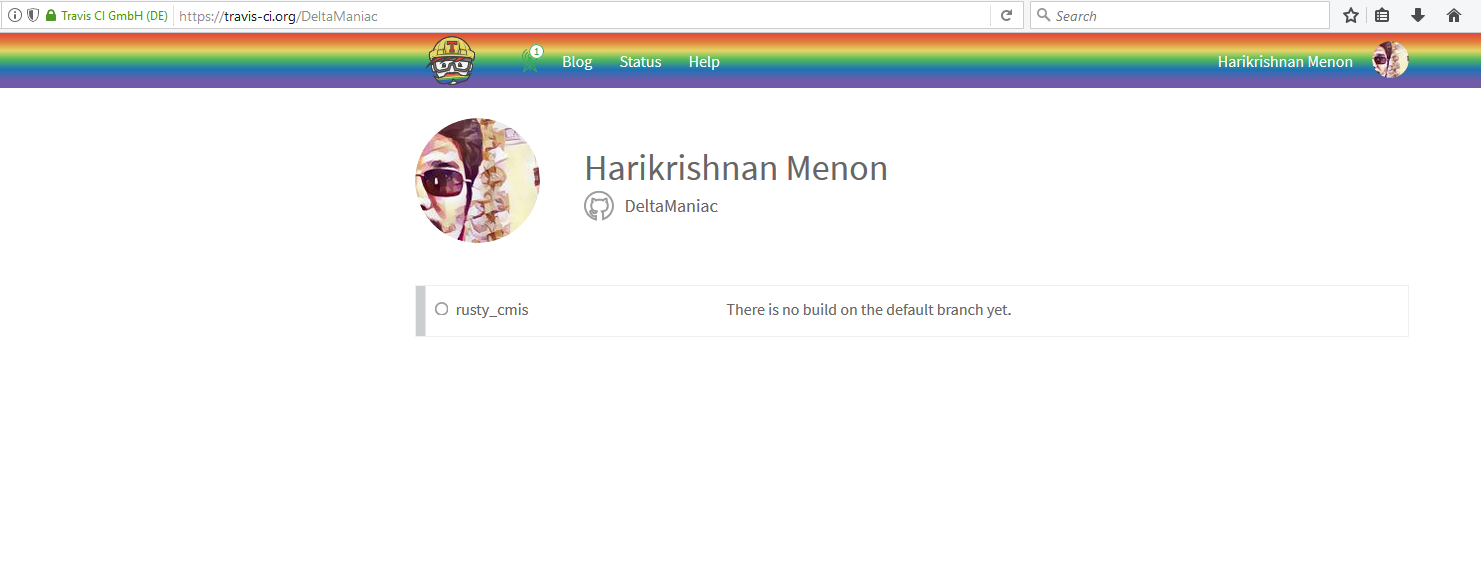 Travis CI GmbH (DE) https://travis-ci.org/DeltaManiac Search
T 1 Blog Status Help Harikrishnan Menon
Harikrishnan Menon
DeltaManiac
rusty_cmis There is no build on the default branch yet.